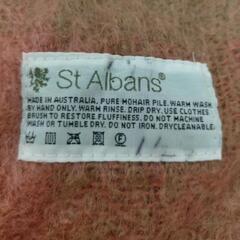 St Albans®
MADE IN AUSTRALIA, PURE MOHAIR PILE. WARM WASH
BY HAND ONLY. WARM RINSE. DRIP DRY. USE CLOTHES
BRUSH TO RESTORE FLUFFINESS. DO NOT MACHINE
WASH OR TUMBLE DRY. DO NOT IRON. DRYCLEANABLE.